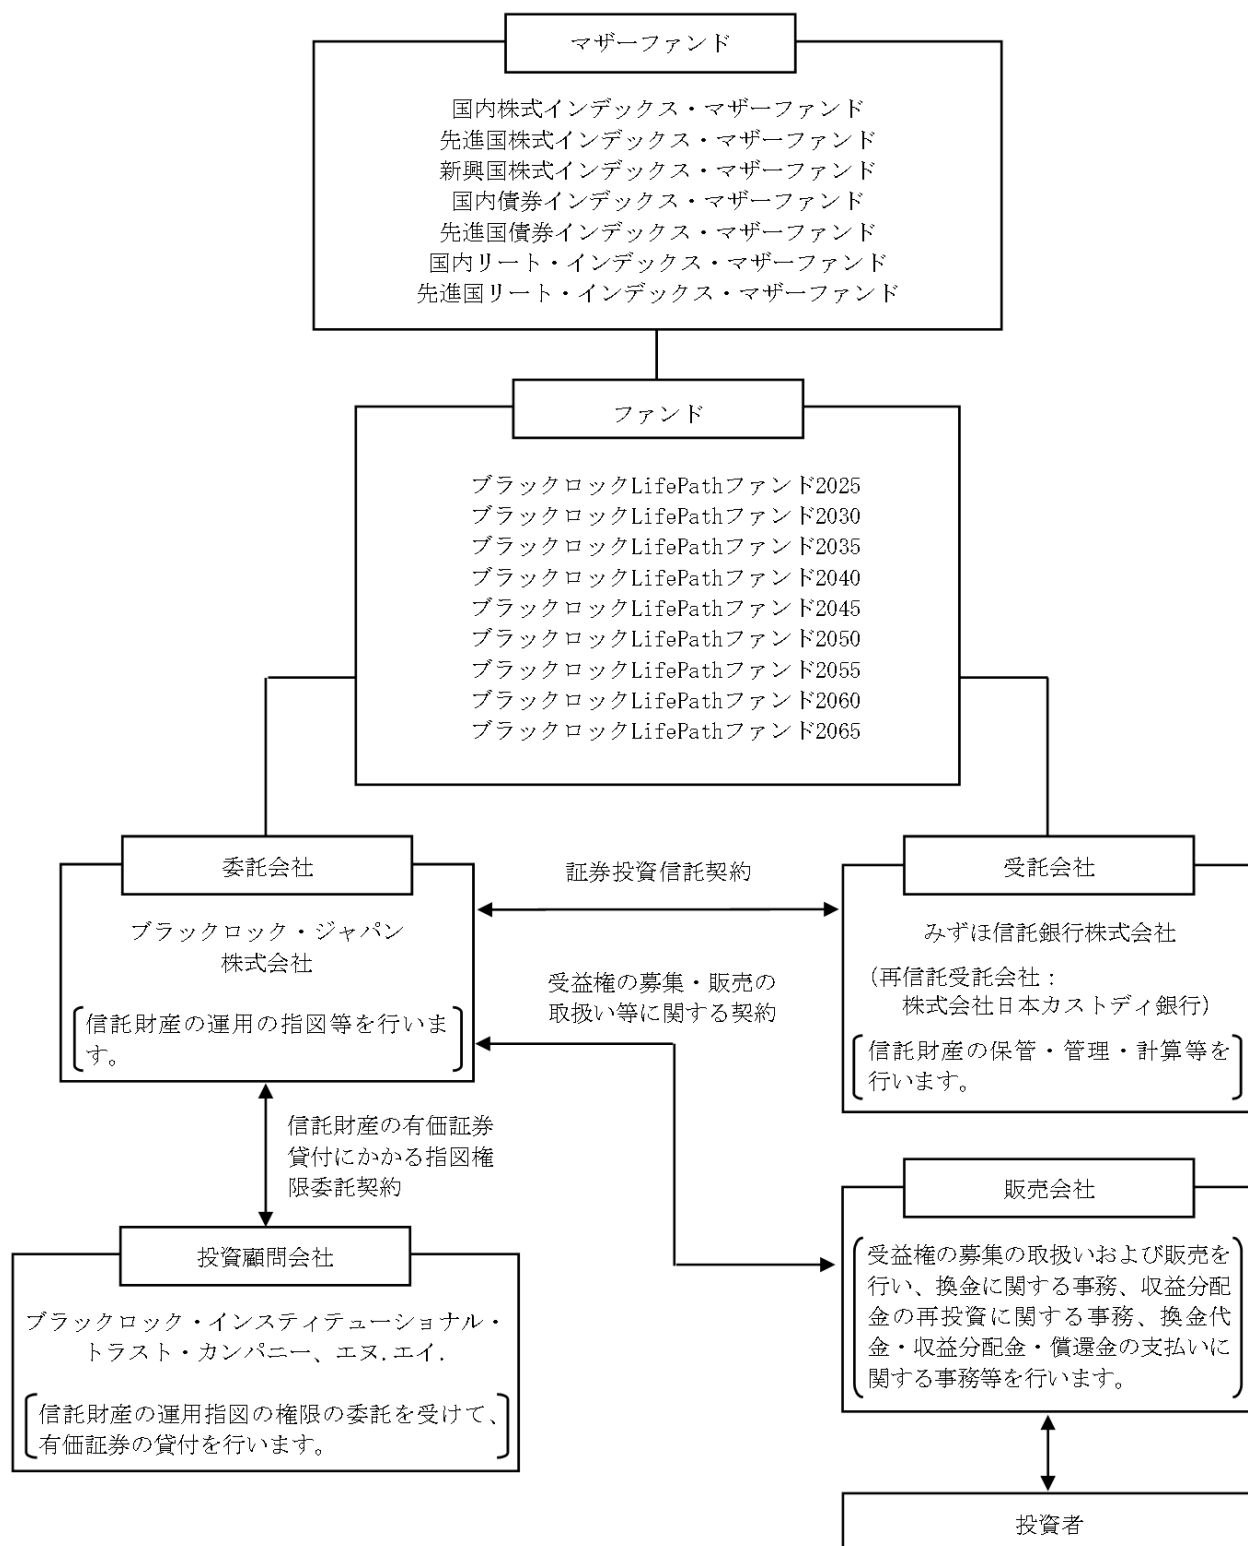 マザーファンド
国内株式インデックス・マザーファンド
先進国株式インデックス・マザーファンド
新興国株式インデックス・マザーファンド
国内債券インデックス・マザーファンド
先進国債券インデックス・マザーファンド
国内リート・インデックス・マザーファンド
先進国リート・インデックス・マザーファンド
ファンド
ブラックロックLifePathファンド2025
ブラックロックLifePathファンド2030
ブラックロックLifePathファンド2035
ブラックロックLifePathファンド2040
ブラックロックLifePathファンド2045
ブラックロックLifePathファンド2050
ブラックロックLifePathファンド2055
ブラックロックLifePathファンド2060
ブラックロックLifePathファンド2065
委託会社
ブラックロック・ジャパン
株式会社
信託財産の運用の指図等を行いま
す。
証券投資信託契約
受益権の募集・販売の
取扱い等に関する契約
受託会社
みずほ信託銀行株式会社
(再信託受託会社：
株式会社日本カストディ銀行)
信託財産の保管・管理・計算等を
行います。
信託財産の有価証券
貸付にかかる指図権
限委託契約
投資顧問会社
ブラックロック・インスティテューショナル・
トラスト・カンパニー、エヌ.エイ.
信託財産の運用指図の権限の委託を受けて、
有価証券の貸付を行います。
販売会社
受益権の募集の取扱いおよび販売を
行い、換金に関する事務、収益分配
金の再投資に関する事務、換金代
金・収益分配金・償還金の支払いに
関する事務等を行います。
投資者